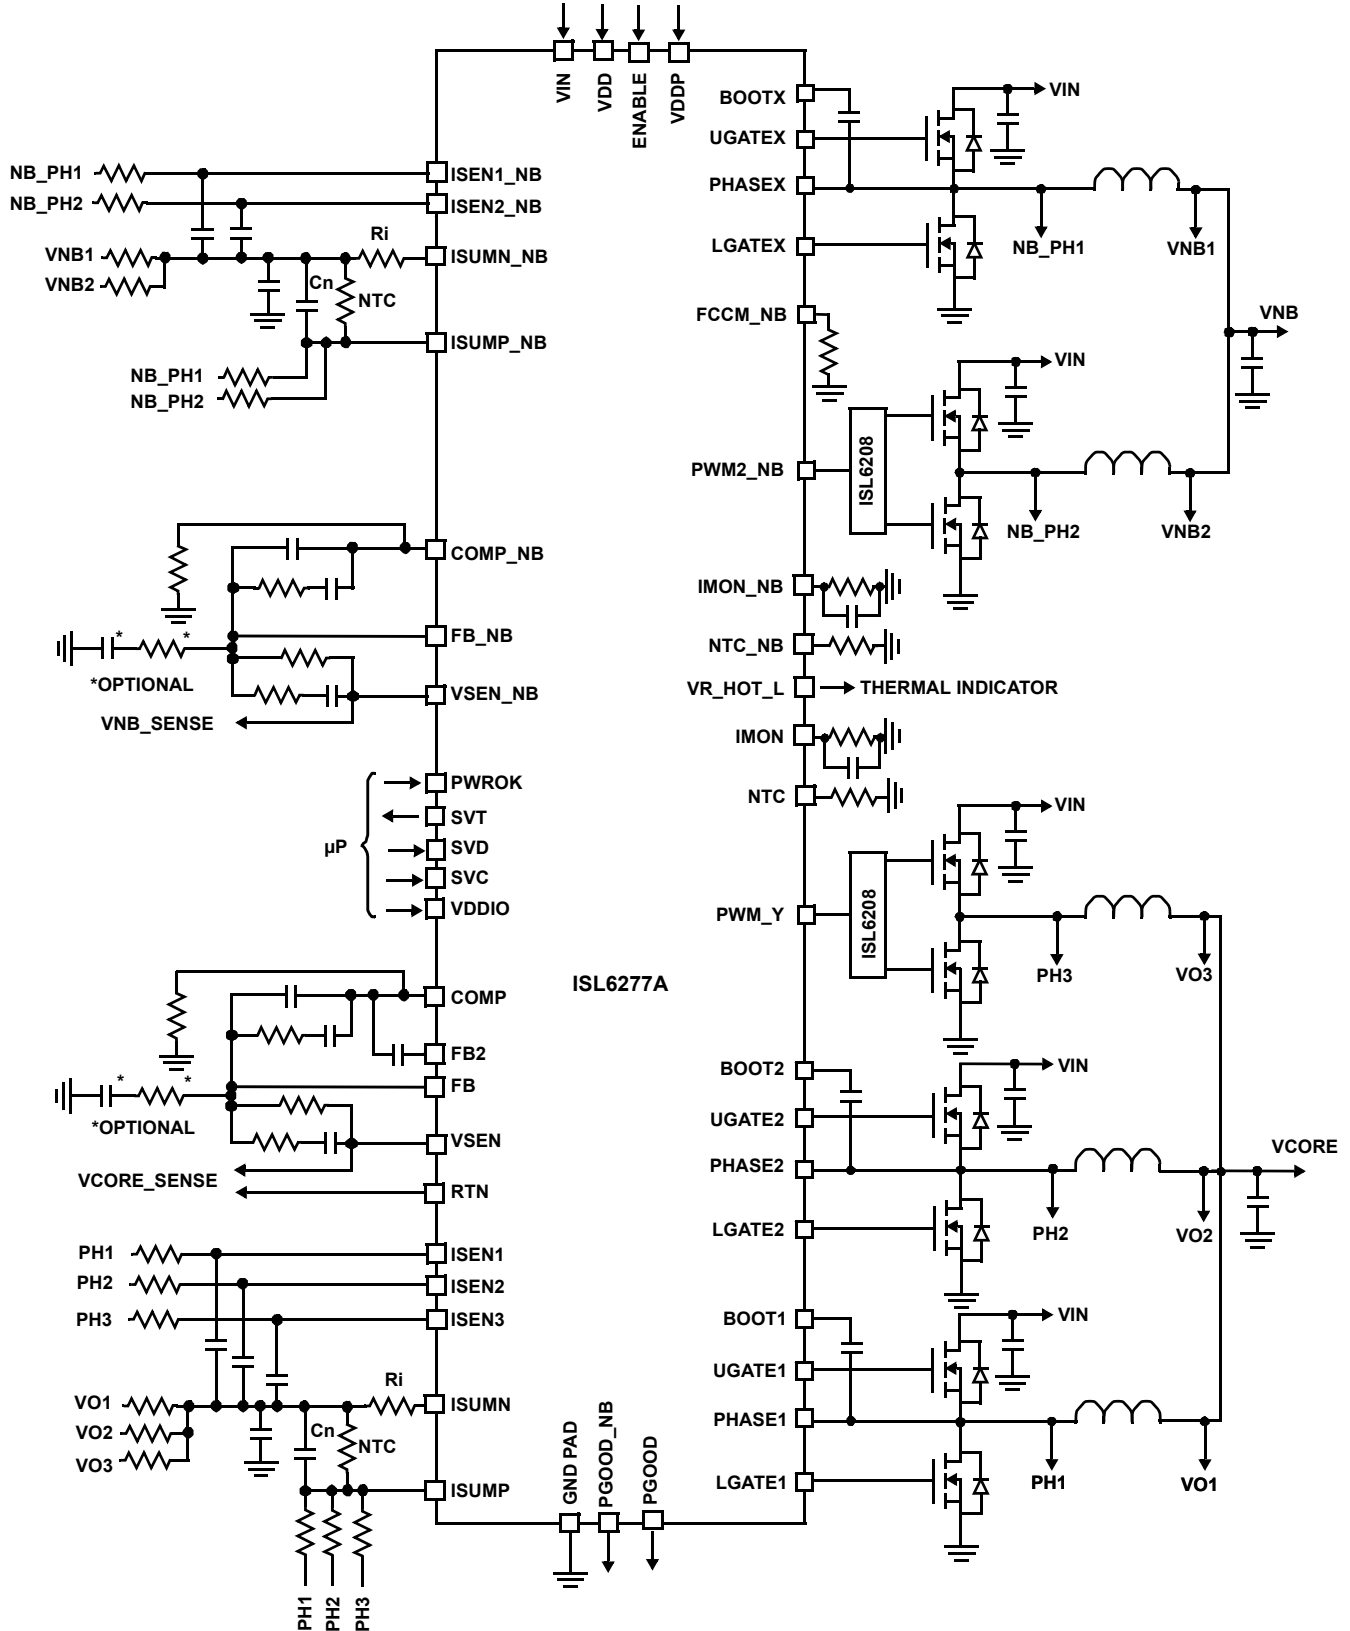 VIN
VDD
ENABLE
VDDP
NB_PH1
NB_PH2
VNB1
VNB2
Ri
Cn
NTC
NB_PH1
NB_PH2
ISEN1_NB
ISEN2_NB
ISUMN_NB
ISUMP_NB
COMP_NB
FB_NB
VSEN_NB
*
*
*OPTIONAL
VNB_SENSE
µP
PWROK
SVT
SVD
SVC
VDDIO
COMP
FB2
FB
VSEN
RTN
*
*
*OPTIONAL
VCORE_SENSE
PH1
PH2
PH3
ISEN1
ISEN2
ISEN3
VO1
VO2
VO3
Ri
Cn
NTC
ISUMN
ISUMP
PH1
PH2
PH3
GND PAD
PGOOD_NB
PGOOD
ISL6277A
BOOTX
UGATEX
PHASEX
LGATEX
FCCM_NB
PWM2_NB
IMON_NB
NTC_NB
VR_HOT_L
THERMAL INDICATOR
IMON
NTC
PWM_Y
BOOT2
UGATE2
PHASE2
LGATE2
BOOT1
UGATE1
PHASE1
LGATE1
VIN
NB_PH1
VNB1
VNB
VIN
ISL6208
NB_PH2
VNB2
VIN
ISL6208
PH3
VO3
VIN
VCORE
PH2
VO2
VIN
PH1
VO1